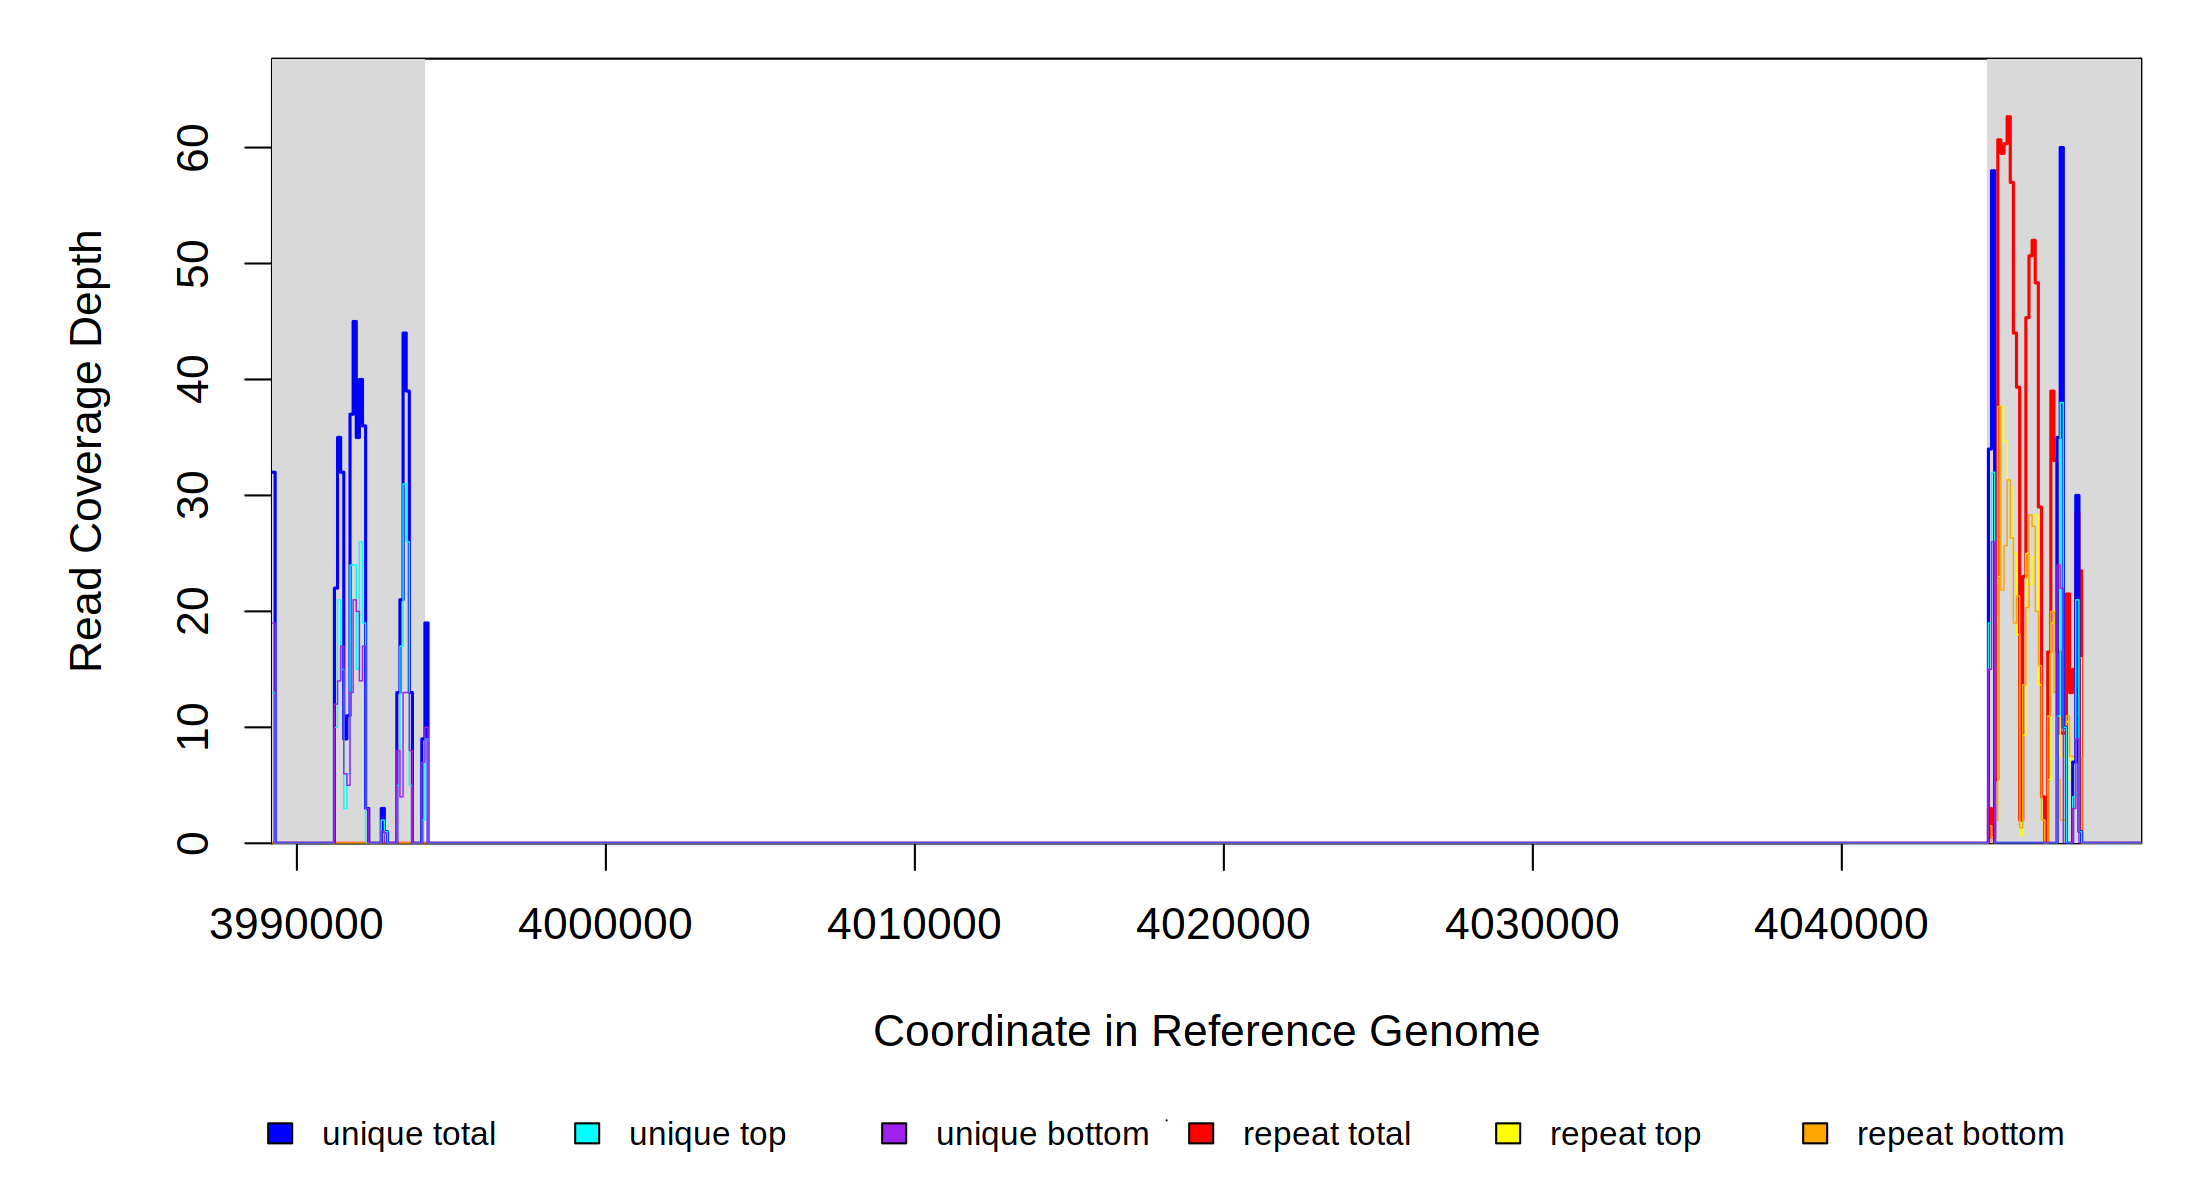 60
50
40
30
20
10
0
Read Coverage Depth
3990000 4000000 4010000 4020000 4030000 4040000
Coordinate in Reference Genome
unique total unique top unique bottom repeat total repeat top repeat bottom